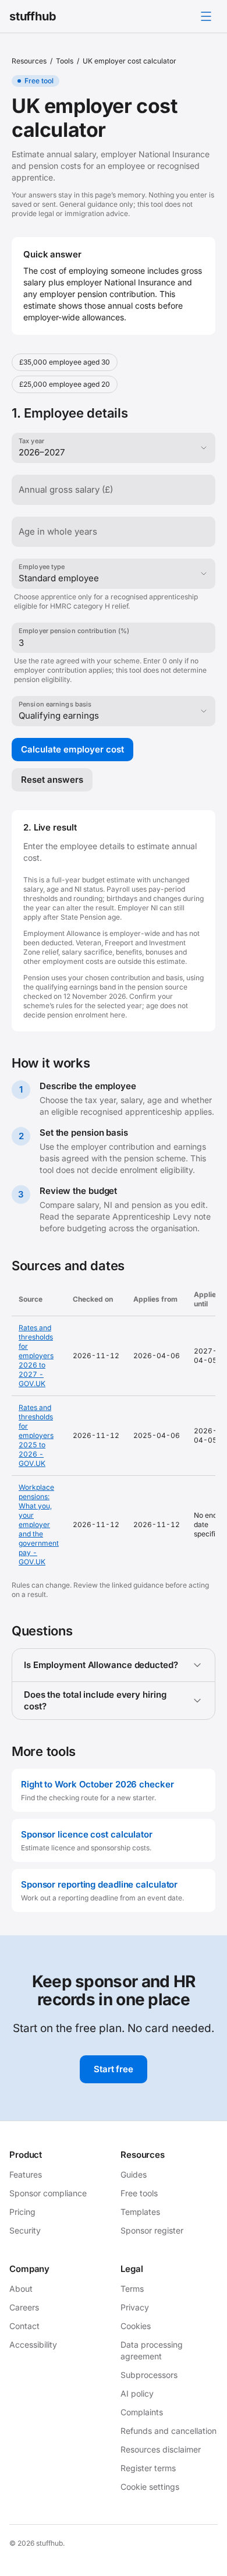 stuffhub
Resources / Tools / UK employer cost calculator
Free tool
UK employer cost
calculator
Estimate annual salary, employer National Insurance
and pension costs for an employee or recognised
apprentice.
Your answers stay in this page's memory. Nothing you enter is
saved or sent. General guidance only; this tool does not
provide legal or immigration advice.
Quick answer
The cost of employing someone includes gross
salary plus employer National Insurance and
any employer pension contribution. This
estimate shows those annual costs before
employer-wide allowances.
£35,000 employee aged 30
£25,000 employee aged 20
1. Employee details
Tax year
2026–2027
Annual gross salary (£)
Age in whole years
Employee type
Standard employee
Choose apprentice only for a recognised apprenticeship
eligible for HMRC category H relief.
Employer pension contribution (%)
3
Use the rate agreed with your scheme. Enter 0 only if no
employer contribution applies; this tool does not determine
pension eligibility.
Pension earnings basis
Qualifying earnings
Calculate employer cost
Reset answers
2. Live result
Enter the employee details to estimate annual
cost.
This is a full-year budget estimate with unchanged
salary, age and NI status. Payroll uses pay-period
thresholds and rounding; birthdays and changes during
the year can alter the result. Employer NI can still
apply after State Pension age.
Employment Allowance is employer-wide and has not
been deducted. Veteran, Freeport and Investment
Zone relief, salary sacrifice, benefits, bonuses and
other employment costs are outside this estimate.
Pension uses your chosen contribution and basis, using
the qualifying earnings band in the pension source
checked on 12 November 2026. Confirm your
scheme's rules for the selected year; age does not
decide pension enrolment here.
How it works
1
Describe the employee
Choose the tax year, salary, age and whether
an eligible recognised apprenticeship applies.
2
Set the pension basis
Use the employer contribution and earnings
basis agreed with the pension scheme. This
tool does not decide enrolment eligibility.
3
Review the budget
Compare salary, NI and pension as you edit.
Read the separate Apprenticeship Levy note
before budgeting across the organisation.
Sources and dates
Source Checked on Applies from Applie
until
Rates and
thresholds
for
employers
2026 to
2027 -
GOV.UK
2026-11-12 2026-04-06 2027-
04-05
Rates and
thresholds
for
employers
2025 to
2026 -
GOV.UK
2026-11-12 2025-04-06 2026-
04-05
Workplace
pensions:
What you,
your
employer
and the
government
pay -
GOV.UK
2026-11-12 2026-11-12 No end
date
specifi
Rules can change. Review the linked guidance before acting
on a result.
Questions
Is Employment Allowance deducted?
Does the total include every hiring
cost?
More tools
Right to Work October 2026 checker
Find the checking route for a new starter.
Sponsor licence cost calculator
Estimate licence and sponsorship costs.
Sponsor reporting deadline calculator
Work out a reporting deadline from an event date.
Keep sponsor and HR
records in one place
Start on the free plan. No card needed.
Start free
Product
Features
Sponsor compliance
Pricing
Security
Resources
Guides
Free tools
Templates
Sponsor register
Company
About
Careers
Contact
Accessibility
Legal
Terms
Privacy
Cookies
Data processing
agreement
Subprocessors
AI policy
Complaints
Refunds and cancellation
Resources disclaimer
Register terms
Cookie settings
© 2026 stuffhub.